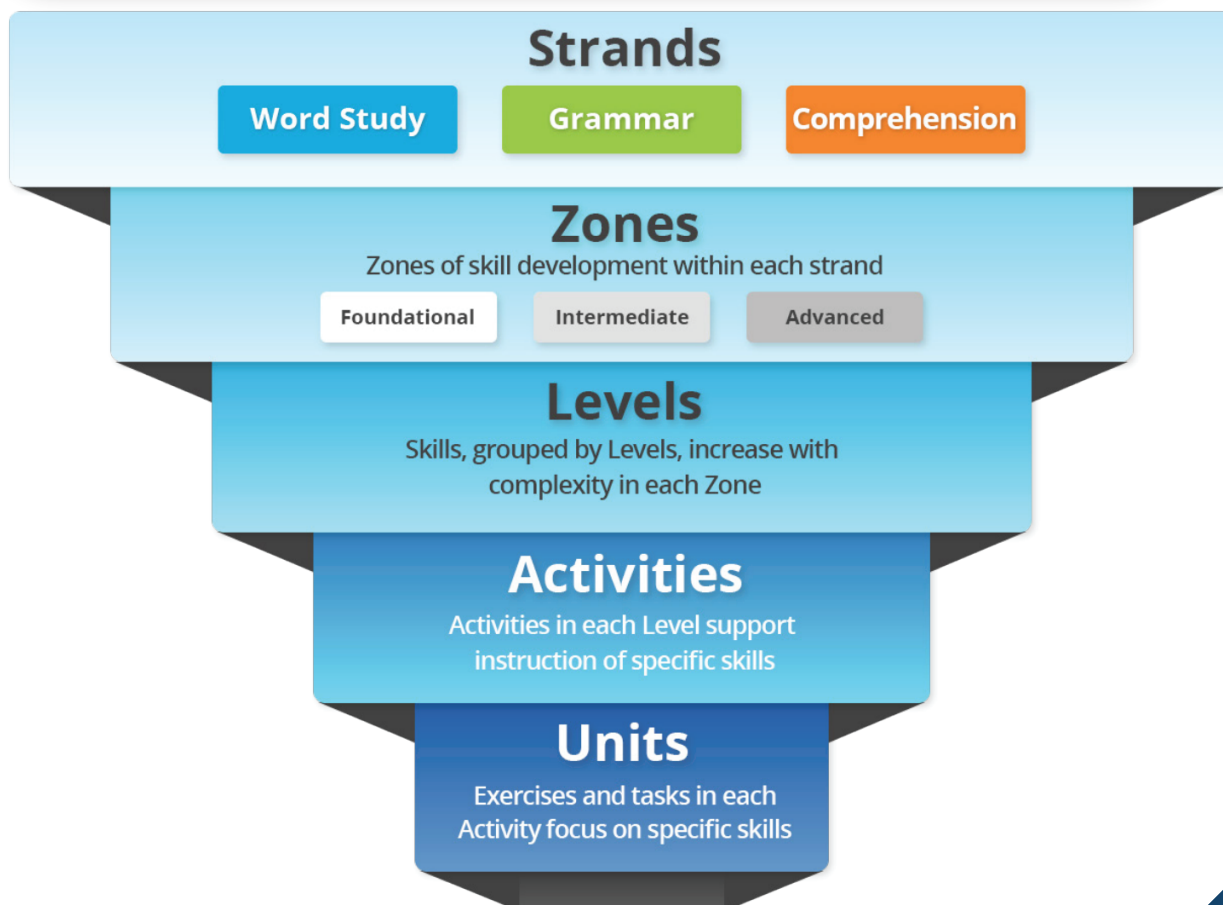 Strands
Word Study Grammar Comprehension
Zones
Zones of skill development within each strand
Foundational Intermediate Advanced
Levels
Skills, grouped by Levels, increase with
complexity in each Zone
Activities
Activities in each Level support
instruction of specific skills
Units
Exercises and tasks in each
Activity focus on specific skills